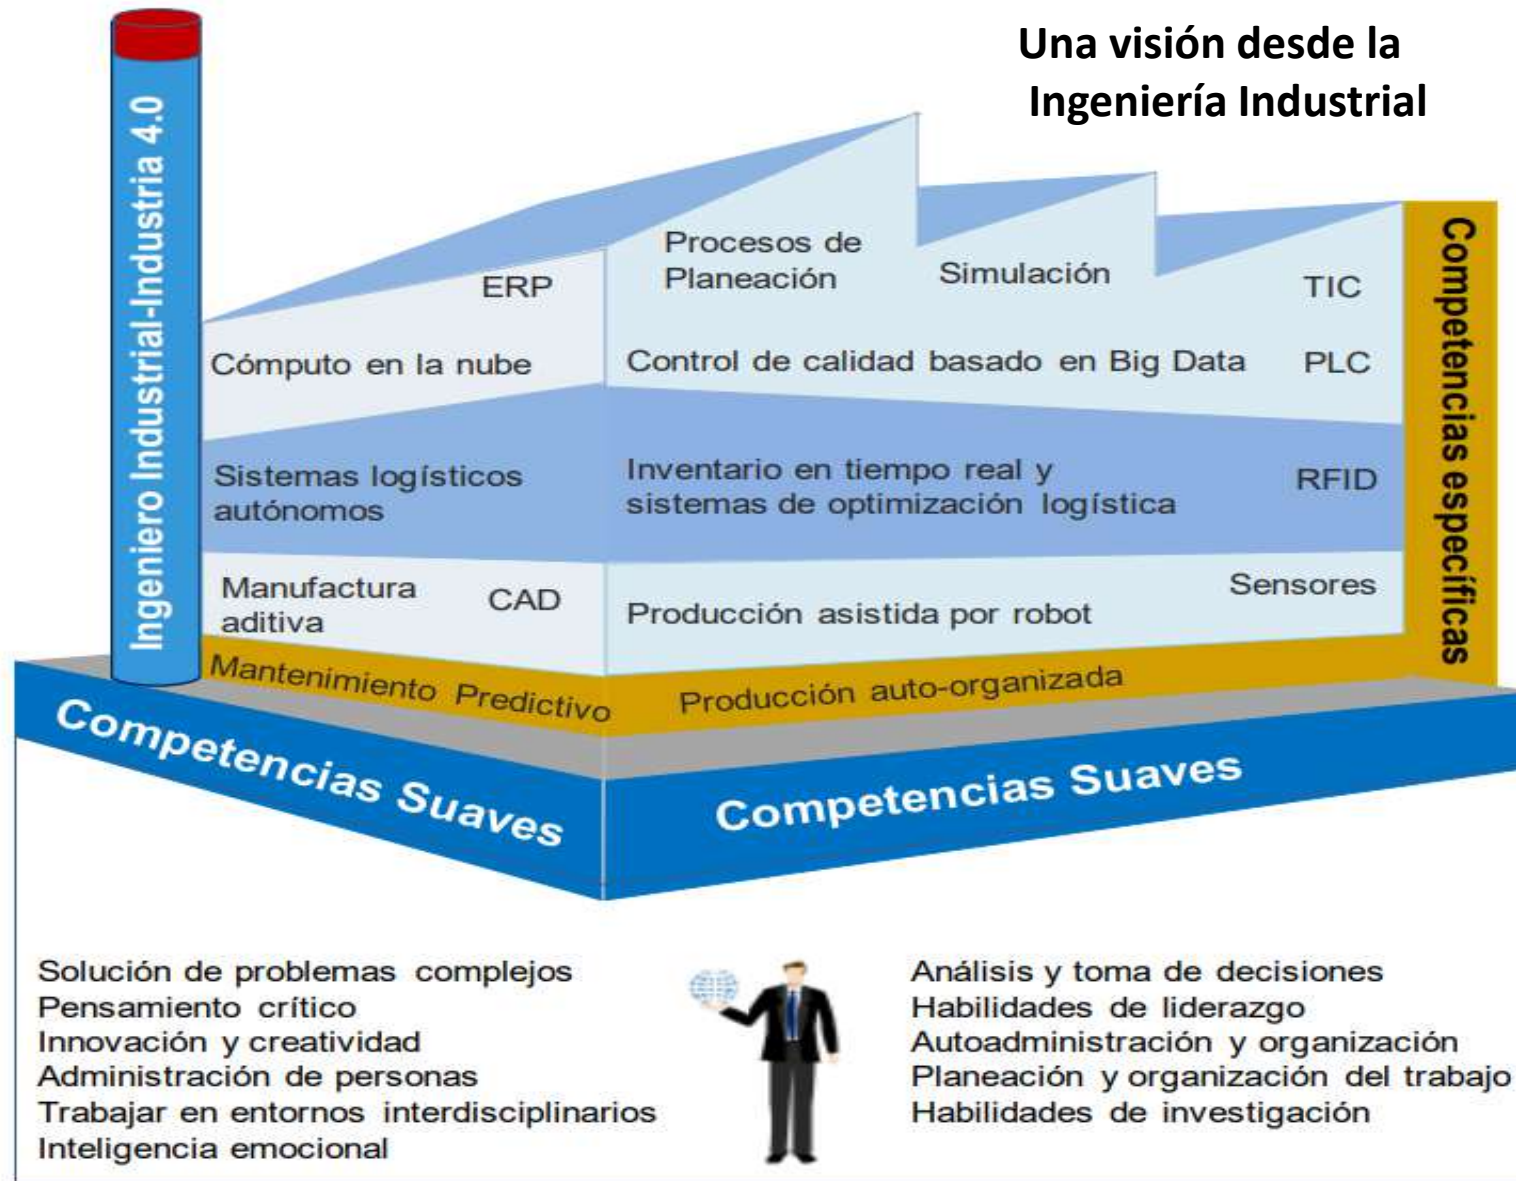 Una visión desde la
Ingeniería Industrial
Ingeniero Industrial-Industria 4.0
ERP
Cómputo en la nube
Sistemas logísticos
autónomos
Manufactura
aditiva
CAD
Mantenimiento Predictivo
Procesos de
Planeación
Simulación
TIC
Control de calidad basado en Big Data
PLC
Inventario en tiempo real y
sistemas de optimización logística
RFID
Sensores
Producción asistida por robot
Producción auto-organizada
Competencias específicas
Competencias Suaves
Competencias Suaves
Solución de problemas complejos
Pensamiento crítico
Innovación y creatividad
Administración de personas
Trabajar en entornos interdisciplinarios
Inteligencia emocional
Análisis y toma de decisiones
Habilidades de liderazgo
Autoadministración y organización
Planeación y organización del trabajo
Habilidades de investigación